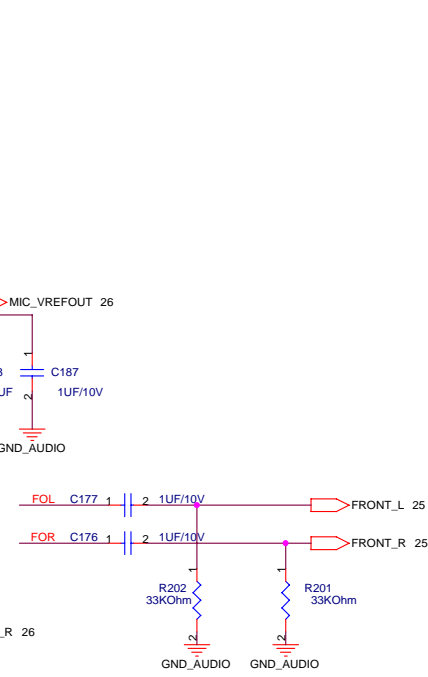 MIC_VREFOUT 26
1
C187
UF
1UF/10V
2
GND_AUDIO
FOL C177 1 2 1UF/10V
FRONT_L 25
FOR C176 1 2 1UF/10V
FRONT_R 25
1 1
R202 R201
33KOhm 33KOhm
_R 26
2 2
GND_AUDIO GND_AUDIO